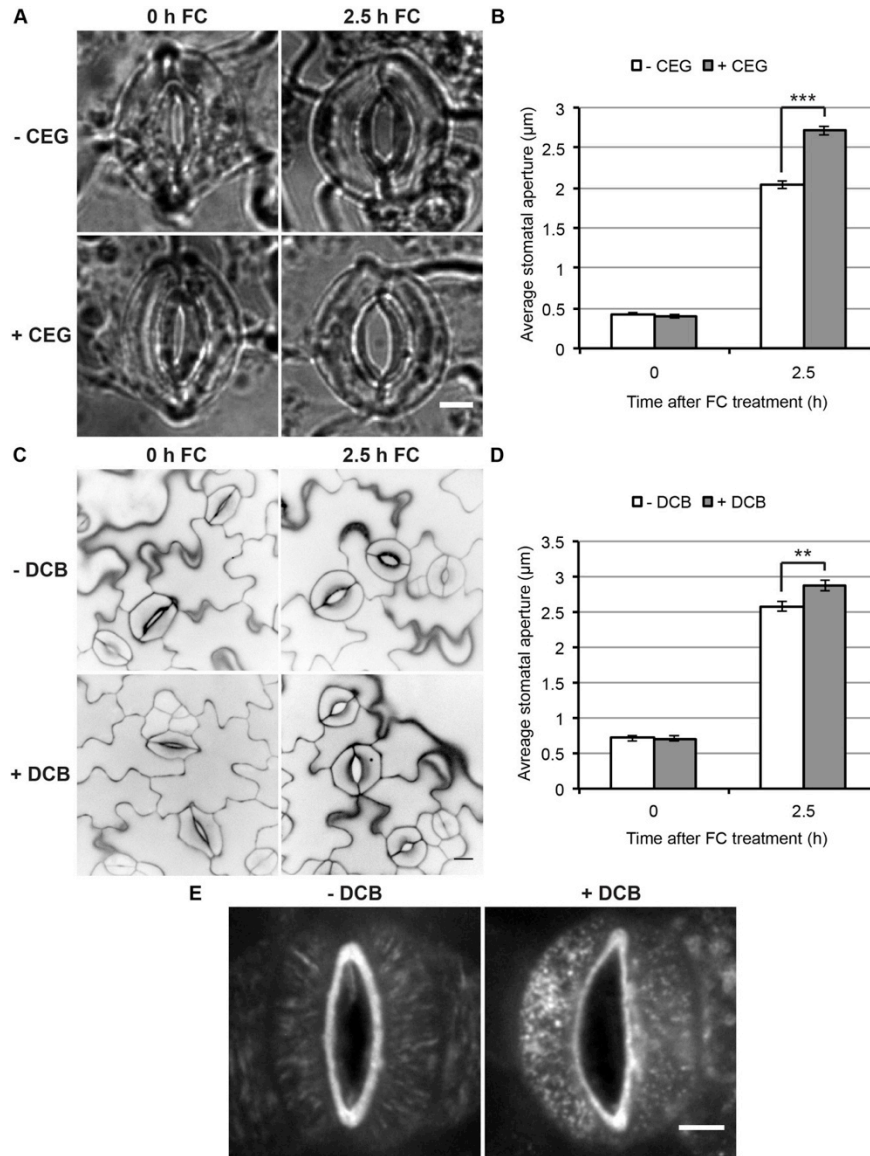 A
0 h FC
2.5 h FC
- CEG
+ CEG
B
- CEG + CEG
***
Average stomatal aperture (µm)
3
2.5
2
1.5
1
0.5
0
0 2.5
Time after FC treatment (h)
C
0 h FC
2.5 h FC
- DCB
+ DCB
D
- DCB + DCB
**
Avreage stomatal aperture (µm)
3.5
3
2.5
2
1.5
1
0.5
0
0 2.5
Time after FC treatment (h)
E
- DCB
+ DCB